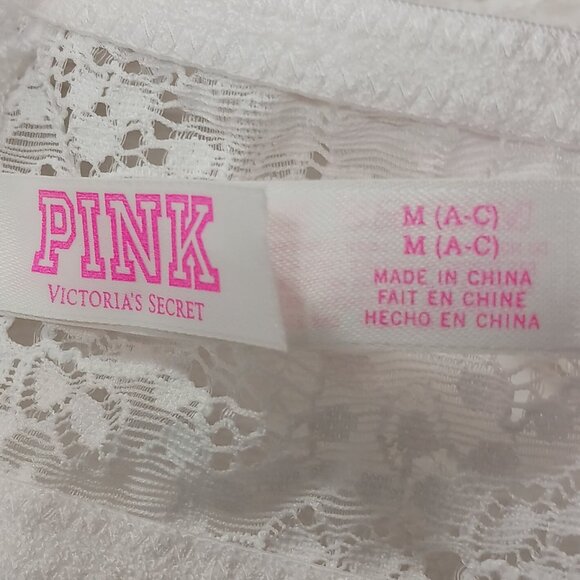 PINK
VICTORIA'S SECRET
M (A-C)
M (A-C)
MADE IN CHINA
FAIT EN CHINE
HECHO EN CHINA